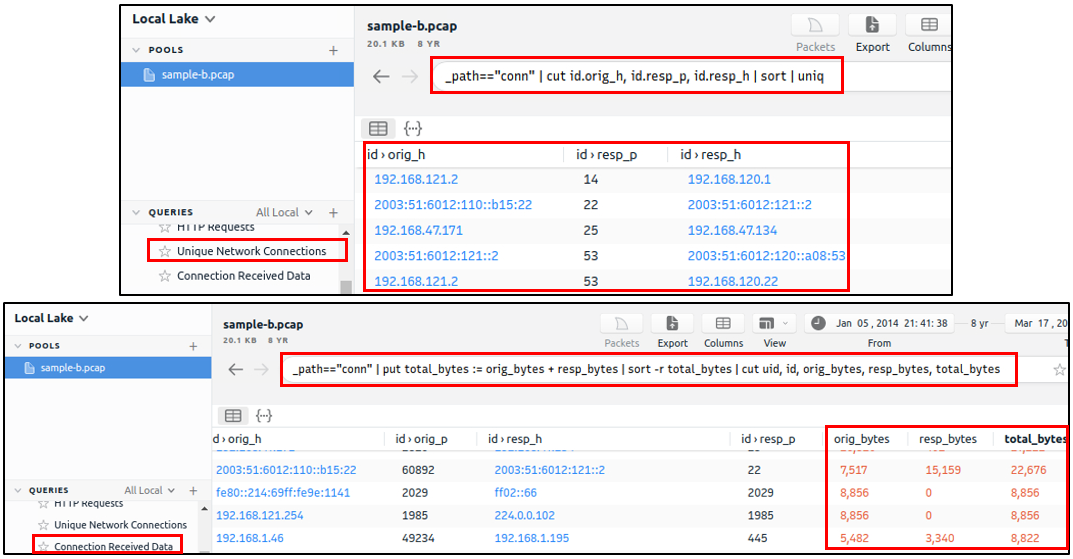 Local Lake
sample-b.pcap
20.1 KB 8 YR
Packets Export Columns
POOLS +
sample-b.pcap
_path=="conn" | cut id.orig_h, id.resp_p, id.resp_h | sort | uniq
{···}
id › orig_h id › resp_p id › resp_h
192.168.121.2 14 192.168.120.1
2003:51:6012:110::b15:22 22 2003:51:6012:121::2
192.168.47.171 25 192.168.47.134
2003:51:6012:121::2 53 2003:51:6012:120::a08:53
192.168.121.2 53 192.168.120.22
QUERIES All Local +
HTTP Requests
Unique Network Connections
Connection Received Data
Local Lake
sample-b.pcap
20.1 KB 8 YR
Packets Export Columns View
Jan 05 , 2014 21 : 41 : 38 8 yr Mar 17 , 20
From
POOLS +
sample-b.pcap
_path=="conn" | put total_bytes := orig_bytes + resp_bytes | sort -r total_bytes | cut uid, id, orig_bytes, resp_bytes, total_bytes
{···}
d › orig_h id › orig_p id › resp_h id › resp_p orig_bytes resp_bytes total_bytes
2003:51:6012:110::b15:22 60892 2003:51:6012:121::2 22 7,517 15,159 22,676
fe80::214:69ff:fe9e:1141 2029 ff02::66 2029 8,856 0 8,856
192.168.121.254 1985 224.0.0.102 1985 8,856 0 8,856
192.168.1.46 49234 192.168.1.195 445 5,482 3,340 8,822
QUERIES All Local +
HTTP Requests
Unique Network Connections
Connection Received Data